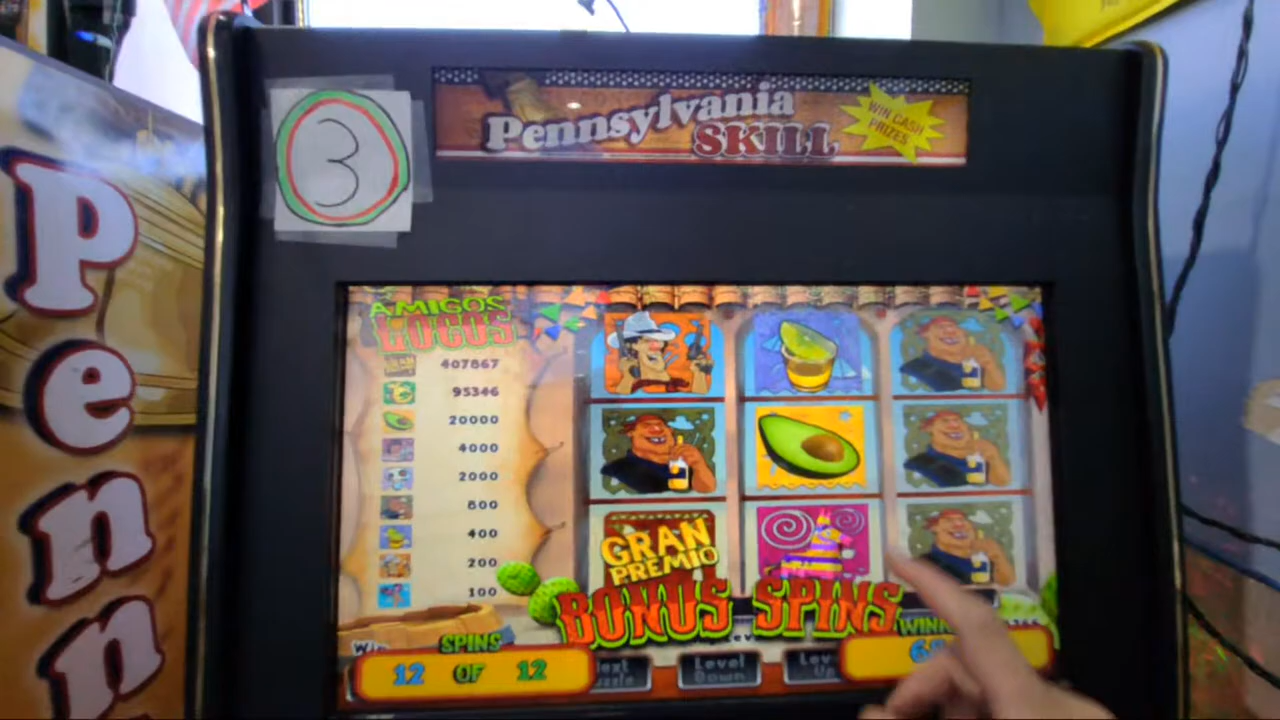 Penn
3
Pennsylvania
SKILL
WIN CASH
PRIZES
AMIGOS
LOCOS
407867
95346
20000
4000
2000
800
400
200
100
GRAN
PREMIO
BONUS SPINS
SPINS
12 OF 12
Level
Down